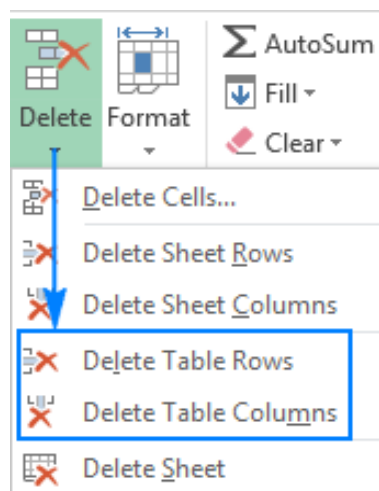 AutoSum
Fill
Delete Format
Clear
Delete Cells...
Delete Sheet Rows
Delete Sheet Columns
Delete Table Rows
Delete Table Columns
Delete Sheet